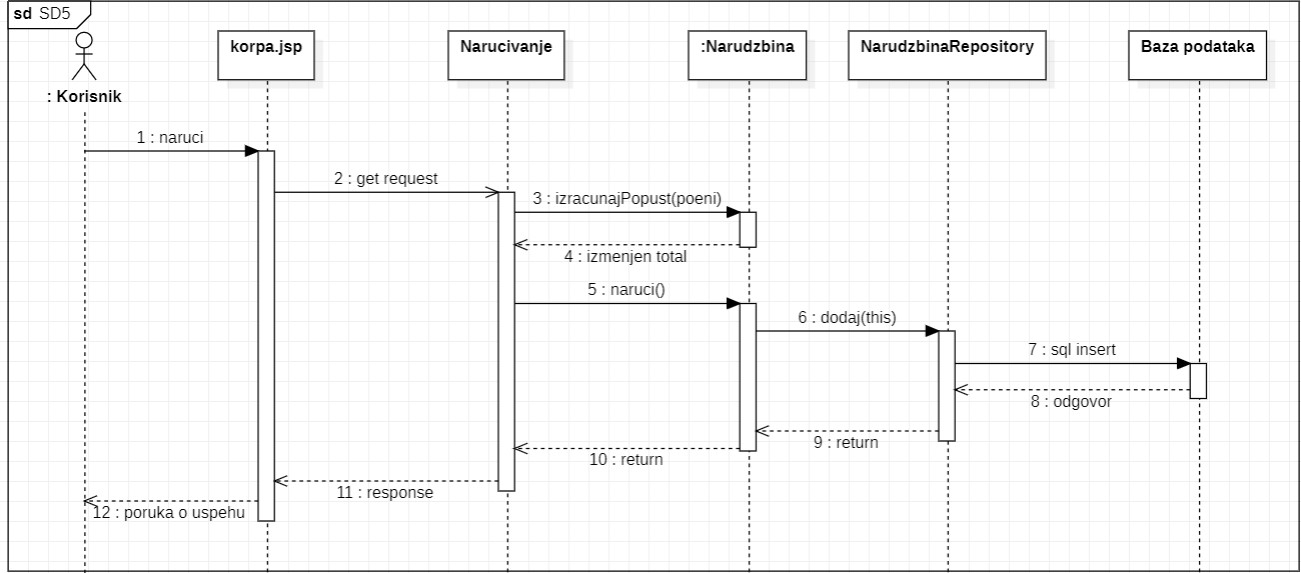 sd SD5
: Korisnik
korpa.jsp
Narucivanje
:Narudzbina
NarudzbinaRepository
Baza podataka
1 : naruci
2 : get request
3 : izracunajPopust(poeni)
4 : izmenjen total
5 : naruci()
6 : dodaj(this)
7 : sql insert
8 : odgovor
9 : return
10 : return
11 : response
12 : poruka o uspehu